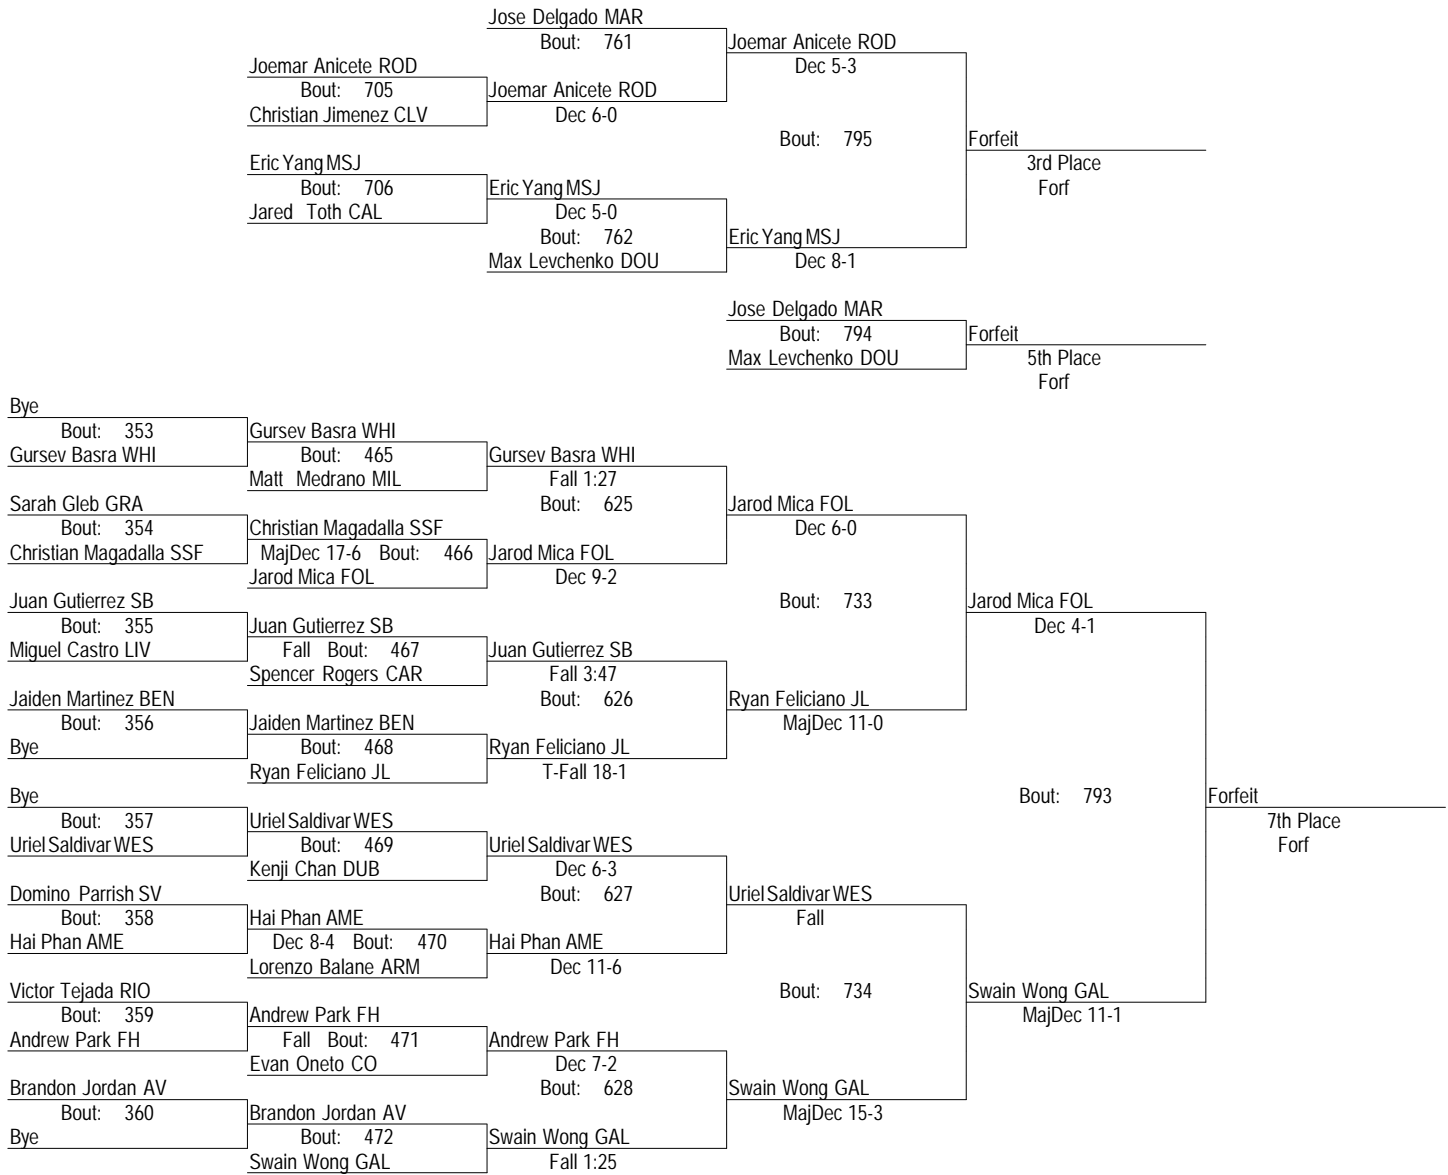 Jose Delgado MAR
Bout: 761
Joemar Anicete ROD
Dec 5-3
Joemar Anicete ROD
Bout: 705
Joemar Anicete ROD
Christian Jimenez CLV
Dec 6-0
Bout: 795
Forfeit
3rd Place
Forf
Eric Yang MSJ
Bout: 706
Eric Yang MSJ
Jared Toth CAL
Dec 5-0
Bout: 762
Eric Yang MSJ
Max Levchenko DOU
Dec 8-1
Jose Delgado MAR
Bout: 794
Forfeit
Max Levchenko DOU
5th Place
Forf
Bye
Bout: 353
Gursev Basra WHI
Gursev Basra WHI
Bout: 465
Gursev Basra WHI
Matt Medrano MIL
Fall 1:27
Sarah Gleb GRA
Bout: 625
Jarod Mica FOL
Bout: 354
Christian Magadalla SSF
Dec 6-0
Christian Magadalla SSF
MajDec 17-6 Bout: 466
Jarod Mica FOL
Jarod Mica FOL
Dec 9-2
Juan Gutierrez SB
Bout: 733
Jarod Mica FOL
Bout: 355
Juan Gutierrez SB
Dec 4-1
Miguel Castro LIV
Fall Bout: 467
Juan Gutierrez SB
Spencer Rogers CAR
Fall 3:47
Jaiden Martinez BEN
Bout: 626
Ryan Feliciano JL
Bout: 356
Jaiden Martinez BEN
MajDec 11-0
Bye
Bout: 468
Ryan Feliciano JL
Ryan Feliciano JL
T-Fall 18-1
Bye
Bout: 793
Forfeit
Bout: 357
Uriel Saldivar WES
7th Place
Uriel Saldivar WES
Bout: 469
Uriel Saldivar WES
Forf
Kenji Chan DUB
Dec 6-3
Domino Parrish SV
Bout: 627
Uriel Saldivar WES
Bout: 358
Hai Phan AME
Fall
Hai Phan AME
Dec 8-4 Bout: 470
Hai Phan AME
Lorenzo Balane ARM
Dec 11-6
Victor Tejada RIO
Bout: 734
Swain Wong GAL
Bout: 359
Andrew Park FH
MajDec 11-1
Andrew Park FH
Fall Bout: 471
Andrew Park FH
Evan Oneto CO
Dec 7-2
Brandon Jordan AV
Bout: 628
Swain Wong GAL
Bout: 360
Brandon Jordan AV
MajDec 15-3
Bye
Bout: 472
Swain Wong GAL
Swain Wong GAL
Fall 1:25